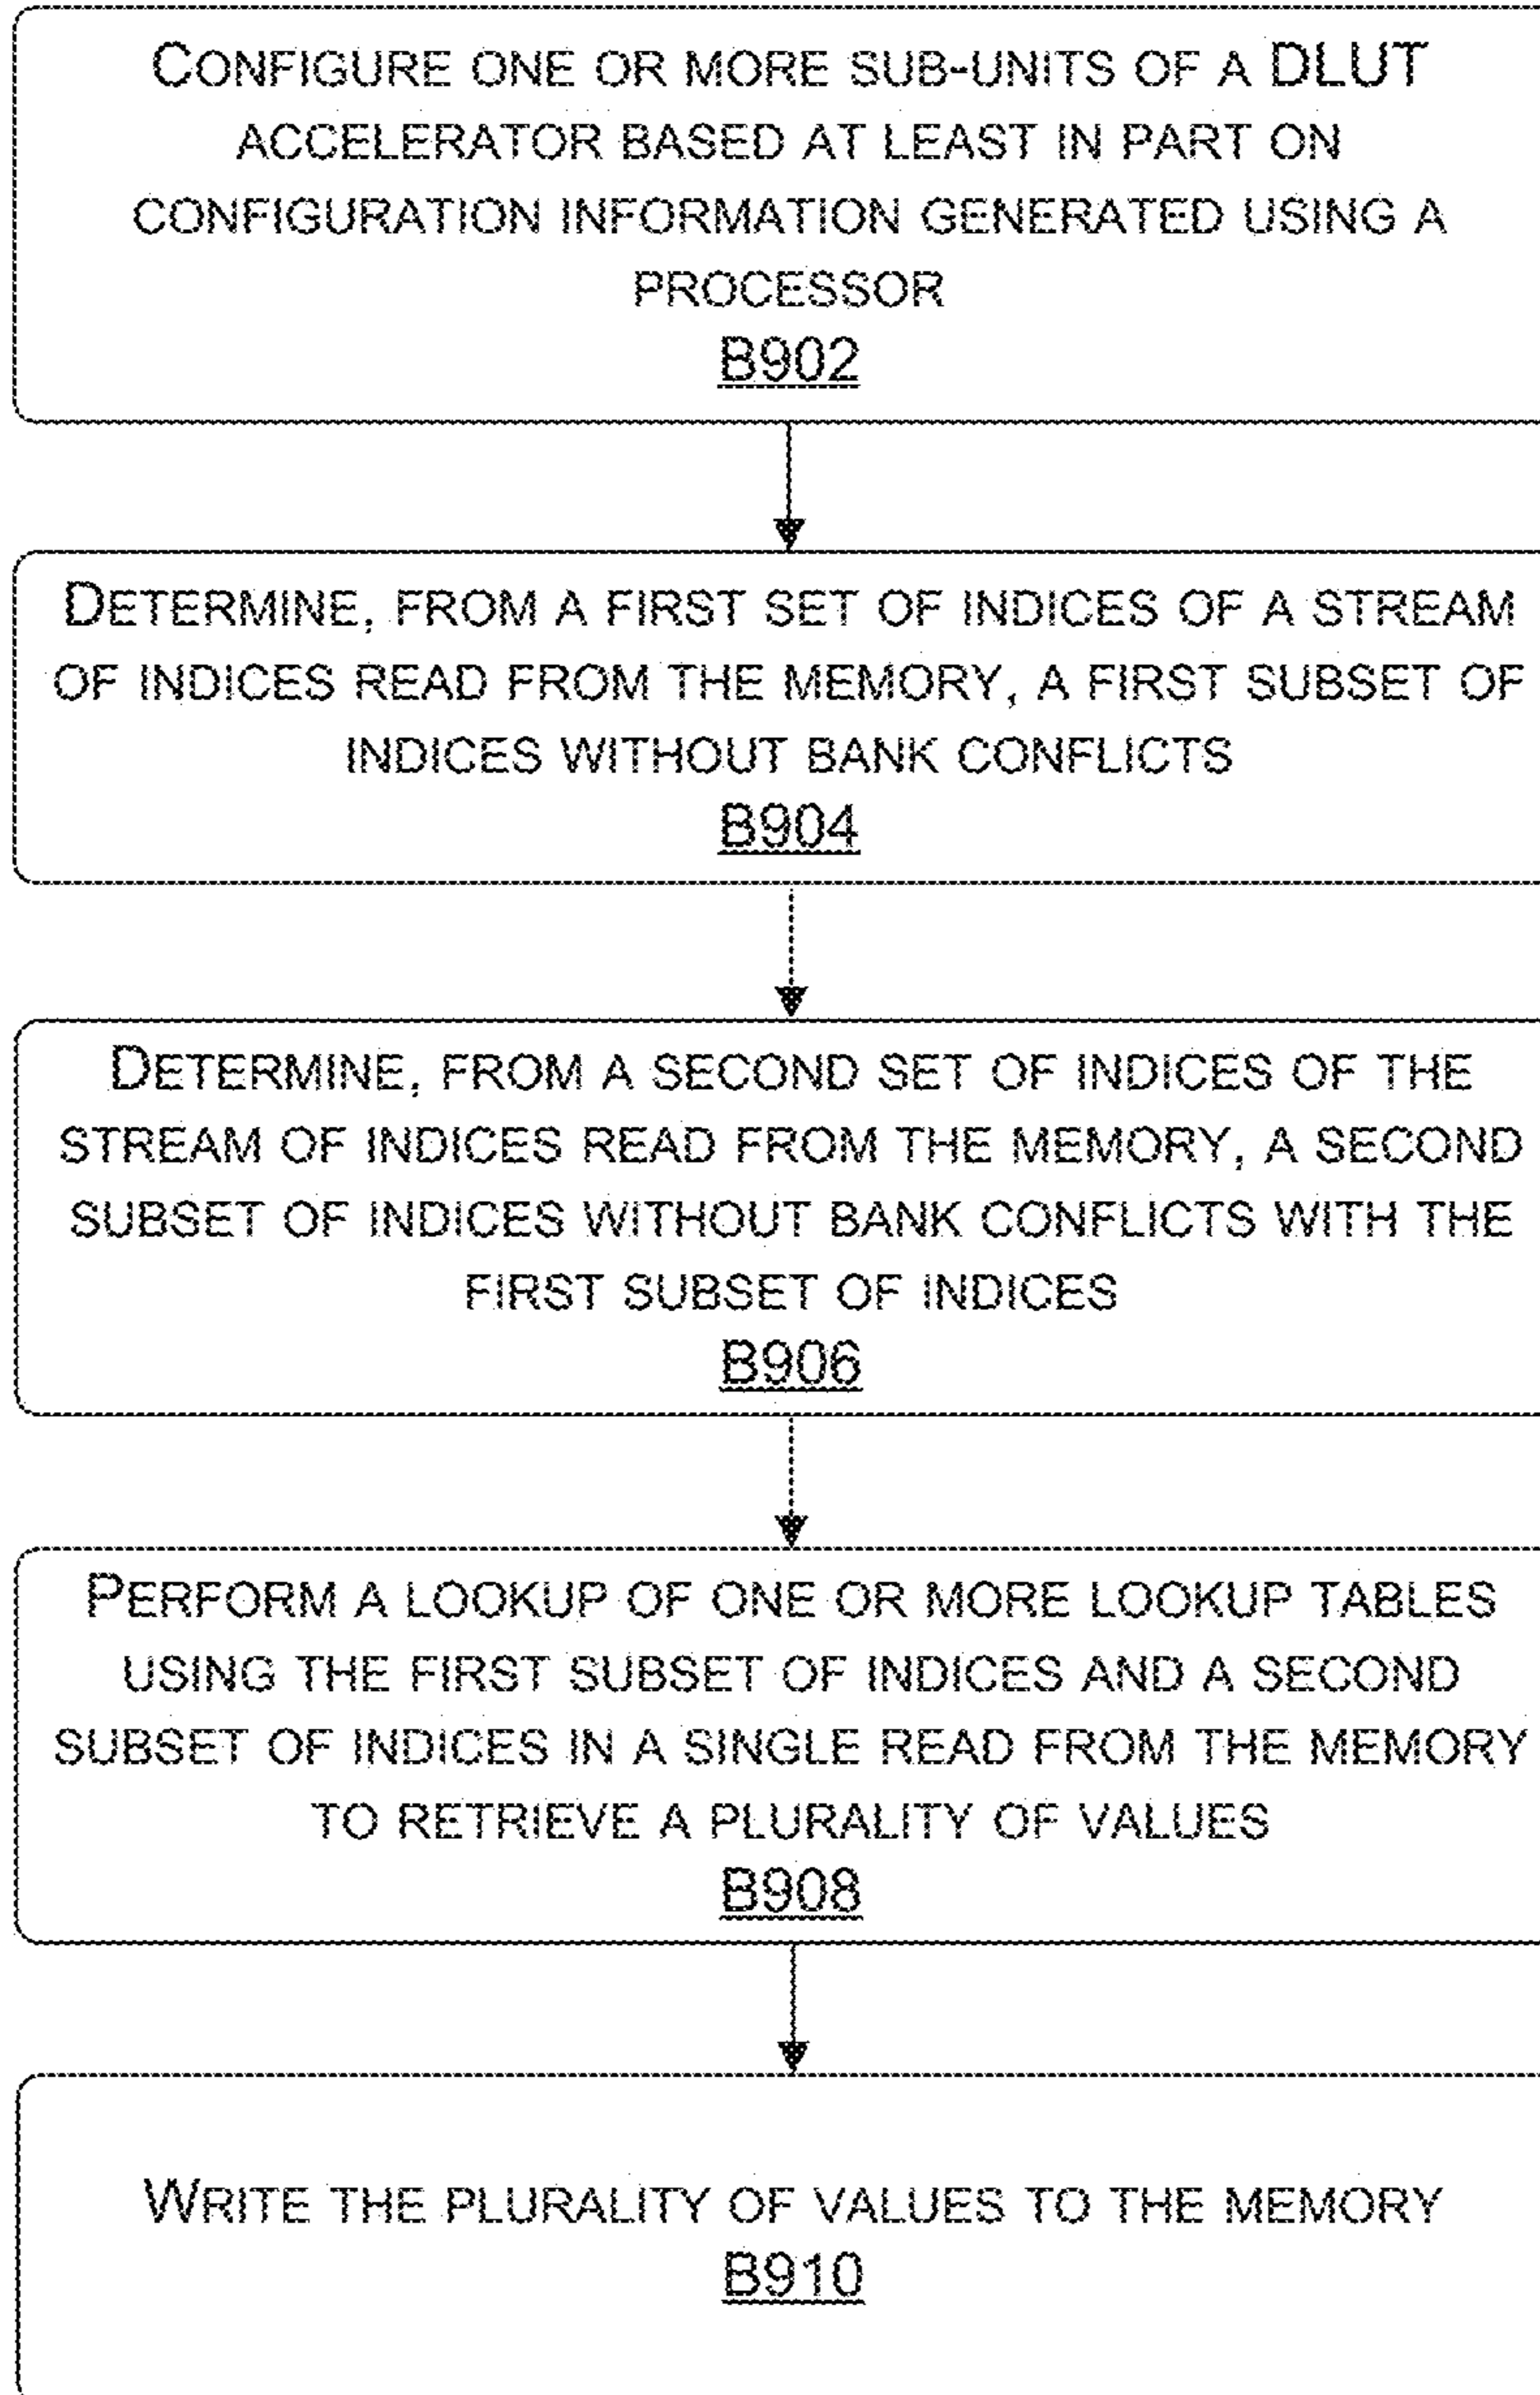 CONFIGURE ONE OR MORE SUB-UNITS OF A DLUT
ACCELERATOR BASED AT LEAST IN PART ON
CONFIGURATION INFORMATION GENERATED USING A
PROCESSOR
B902
DETERMINE, FROM A FIRST SET OF INDICES OF A STREAM
OF INDICES READ FROM THE MEMORY, A FIRST SUBSET OF
INDICES WITHOUT BANK CONFLICTS
B904
DETERMINE, FROM A SECOND SET OF INDICES OF THE
STREAM OF INDICES READ FROM THE MEMORY, A SECOND
SUBSET OF INDICES WITHOUT BANK CONFLICTS WITH THE
FIRST SUBSET OF INDICES
B906
PERFORM A LOOKUP OF ONE OR MORE LOOKUP TABLES
USING THE FIRST SUBSET OF INDICES AND A SECOND
SUBSET OF INDICES IN A SINGLE READ FROM THE MEMORY
TO RETRIEVE A PLURALITY OF VALUES
B908
WRITE THE PLURALITY OF VALUES TO THE MEMORY
B910